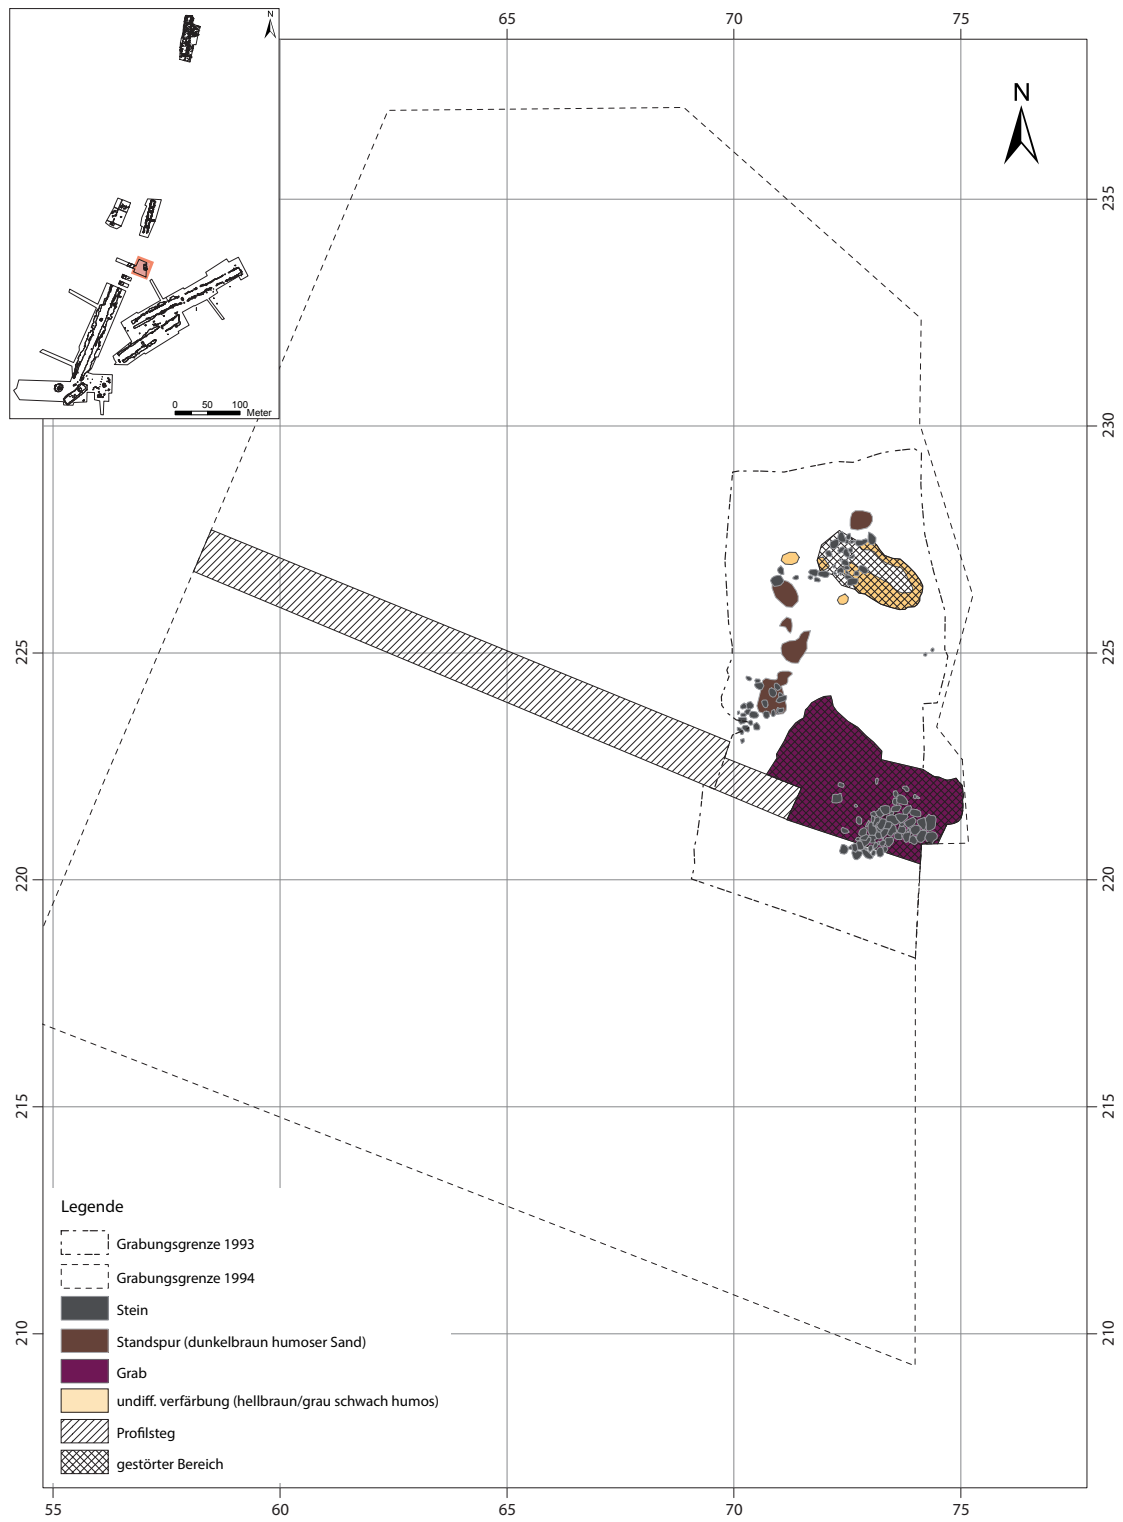 N
0 50 100
Meter
65 70 75
N
235
230
225 225
220 220
215 215
210 210
Legende
Grabungsgrenze 1993
Grabungsgrenze 1994
Stein
Standspur (dunkelbraun humoser Sand)
Grab
undiff. verfärbung (hellbraun/grau schwach humos)
Profilsteg
gestörter Bereich
55 60 65 70 75